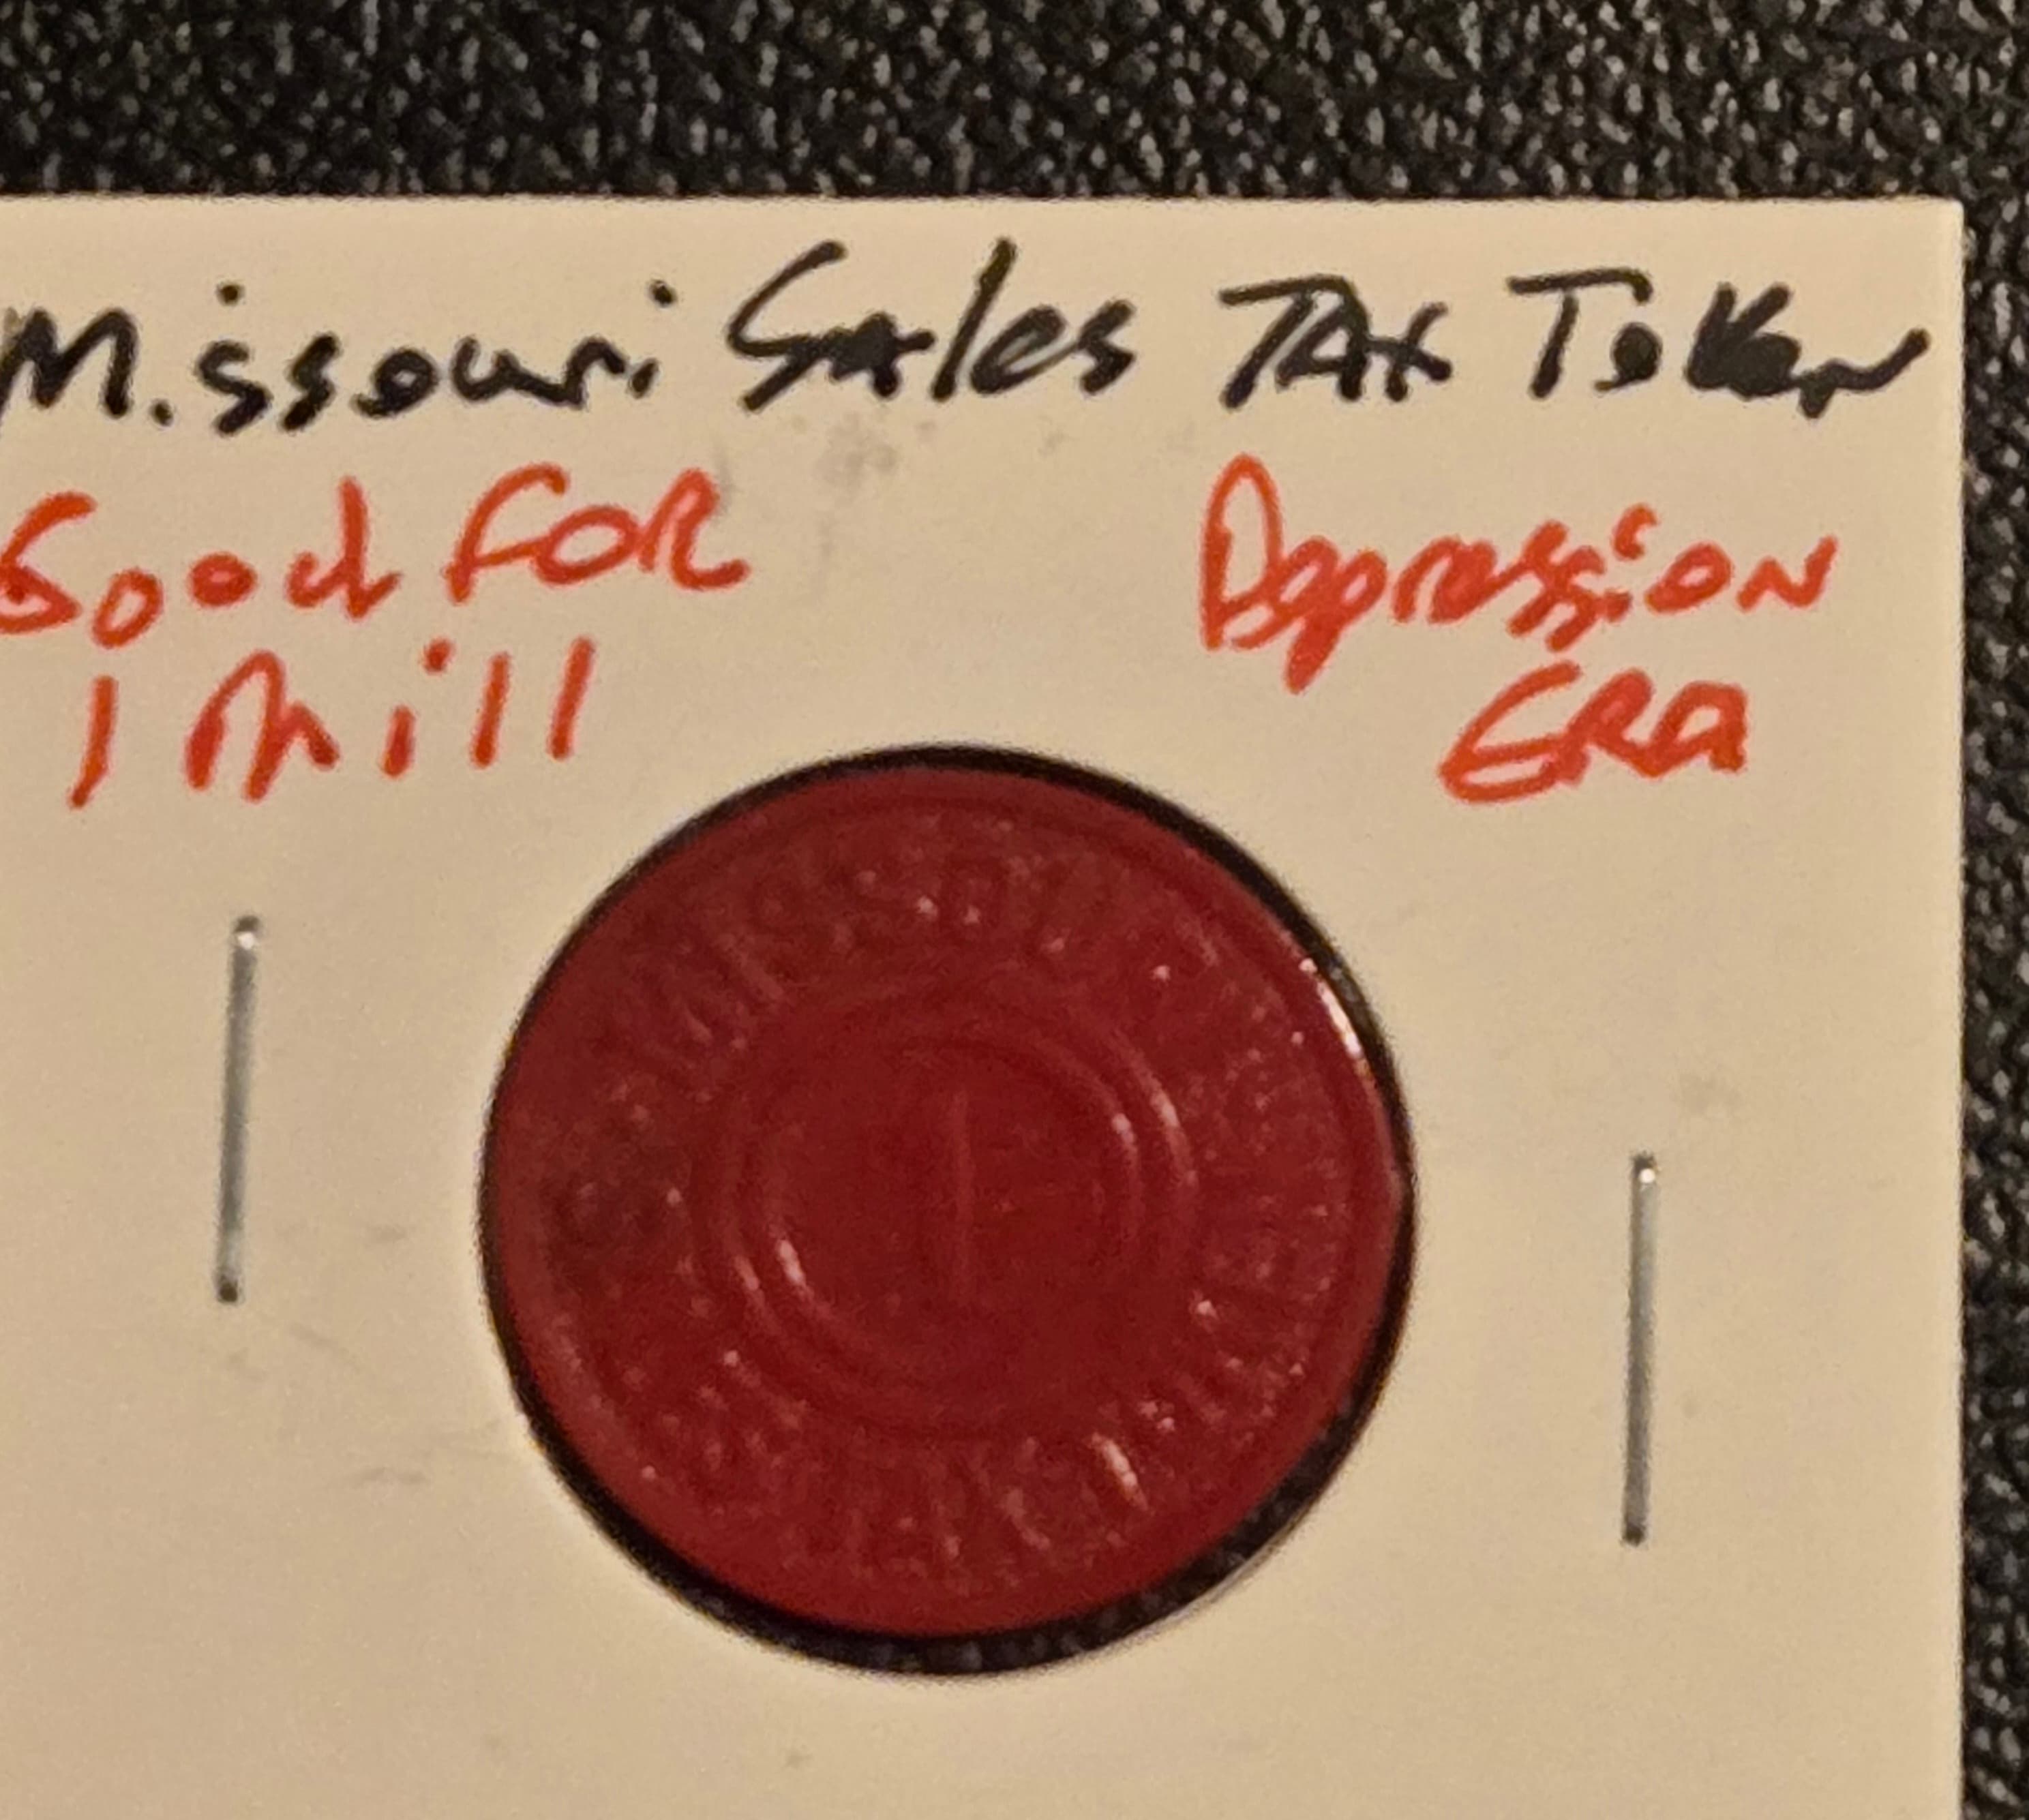 Missouri Sales TAX Token
Good FOR
1 Mill
Depression
ERA
1